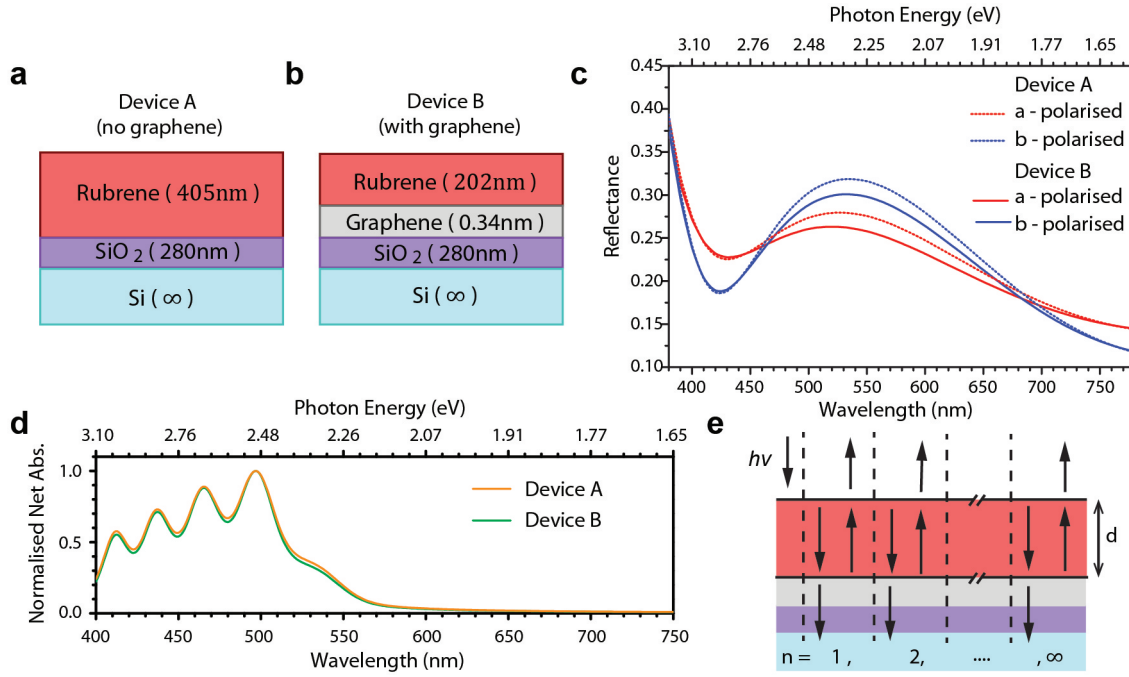 a
Device A
(no graphene)
Rubrene ( 405nm )
SiO 2 ( 280nm )
Si ( ∞ )
b
Device B
(with graphene)
Rubrene ( 202nm )
Graphene ( 0.34nm )
SiO 2 ( 280nm )
Si ( ∞ )
c
Photon Energy (eV)
3.10 2.76 2.48 2.25 2.07 1.91 1.77 1.65
Reflectance
0.45
0.40
0.35
0.30
0.25
0.20
0.15
0.10
Device A
a - polarised
b - polarised
Device B
a - polarised
b - polarised
400 450 500 550 600 650 700 750
Wavelength (nm)
d
Photon Energy (eV)
3.10 2.76 2.48 2.26 2.07 1.91 1.77 1.65
Normalised Net Abs.
1.0
0.5
0.0
Device A
Device B
400 450 500 550 600 650 700 750
Wavelength (nm)
e
hν
d
n = 1 , 2, .... , ∞